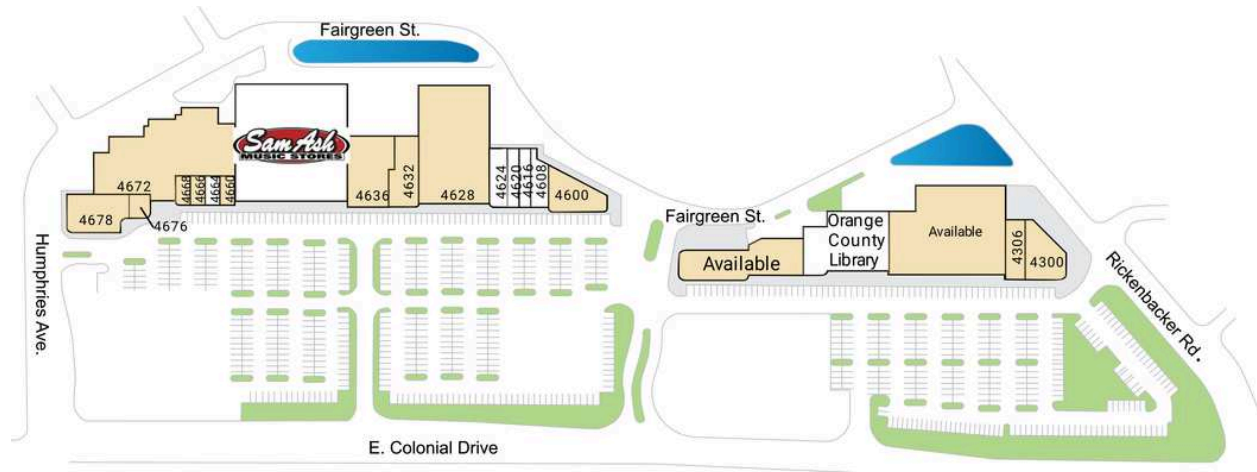 Fairgreen St.
Sam Ash
MUSIC STORES
4672
4668
4666
4664
4660
4636
4632
4628
4624
4620
4616
4608
4600
4678
4676
Fairgreen St.
Orange
County
Library
Available
Available
4306
4300
Humphries Ave.
Rickenbacker Rd.
E. Colonial Drive